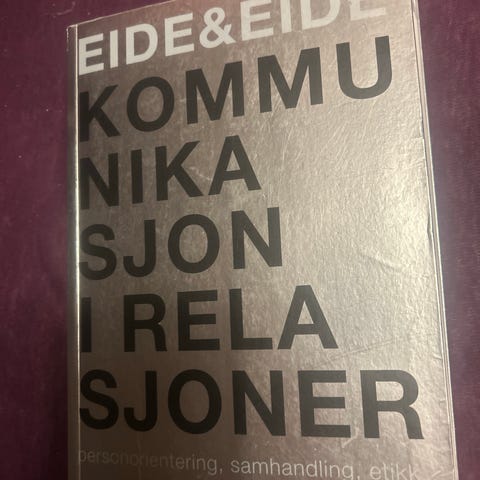 EIDE&EIDE
KOMMU
NIKA
SJON
I RELA
SJONER
personorientering, samhandling, etikk